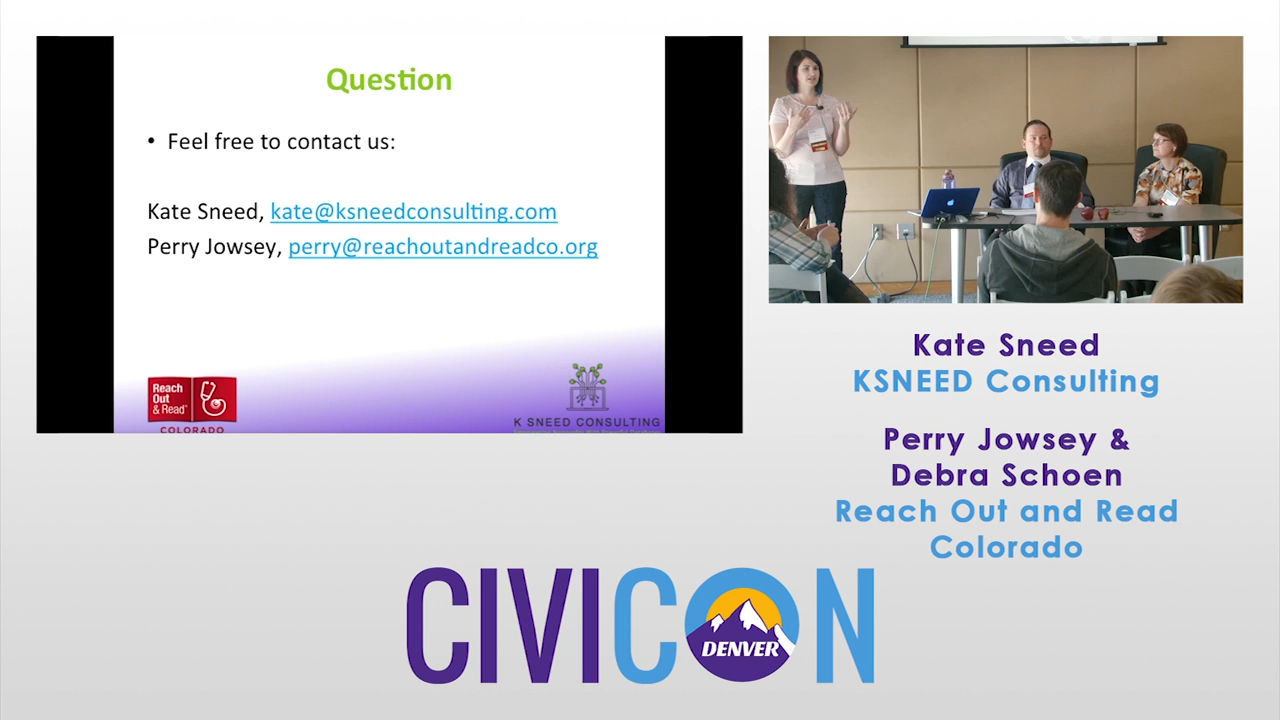 Question
• Feel free to contact us:
Kate Sneed, kate@ksneedconsulting.com
Perry Jowsey, perry@reachoutandreadco.org
Reach
Out
& Read
COLORADO
K SNEED CONSULTING
Kate Sneed
KSNEED Consulting
Perry Jowsey &
Debra Schoen
Reach Out and Read
Colorado
CIVICON
DENVER